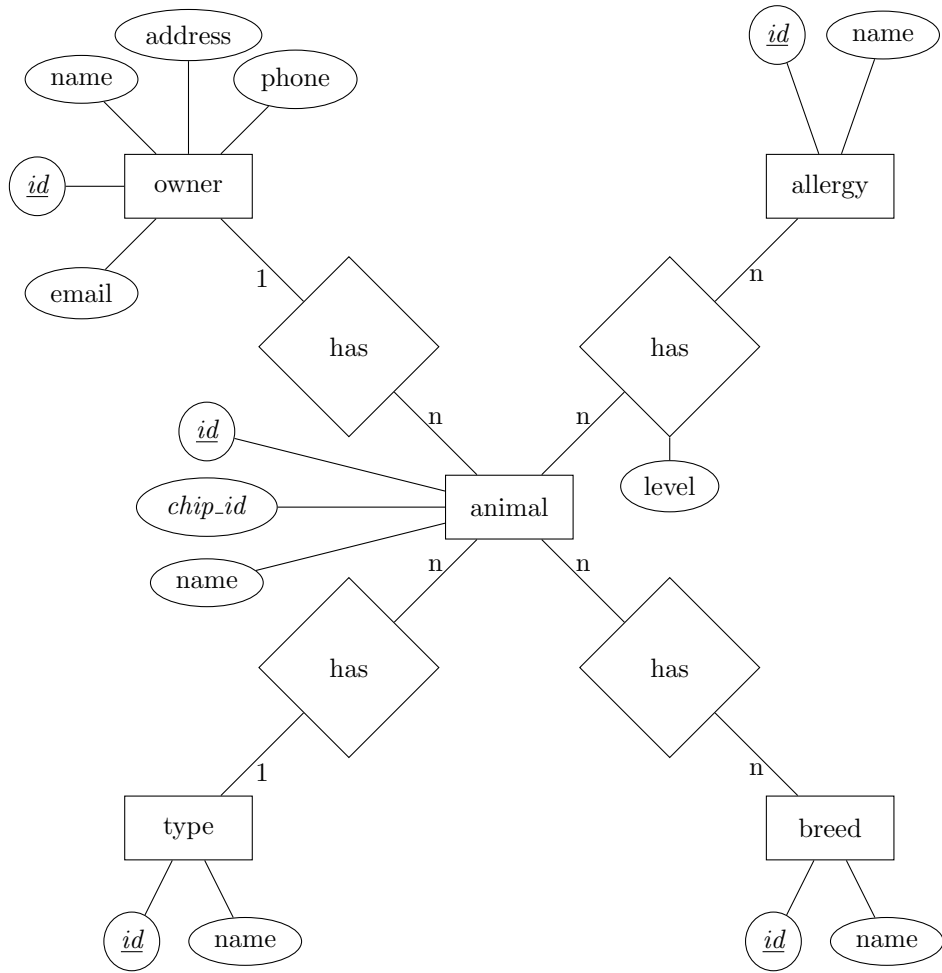 address
id
name
name
phone
id
owner
allergy
email
1
n
has
has
id
n
n
level
chip_id
animal
name
n
n
has
has
1
n
type
breed
id
name
id
name